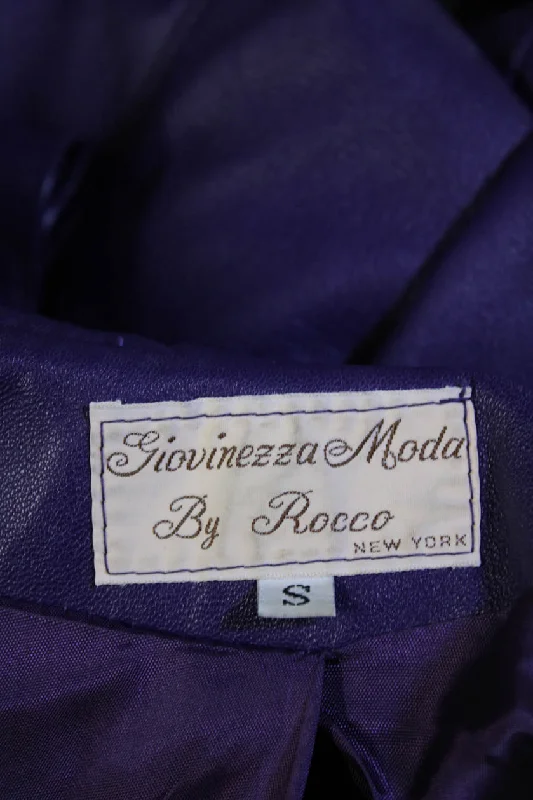 Giovinezza Moda
By Rocco
NEW YORK
S